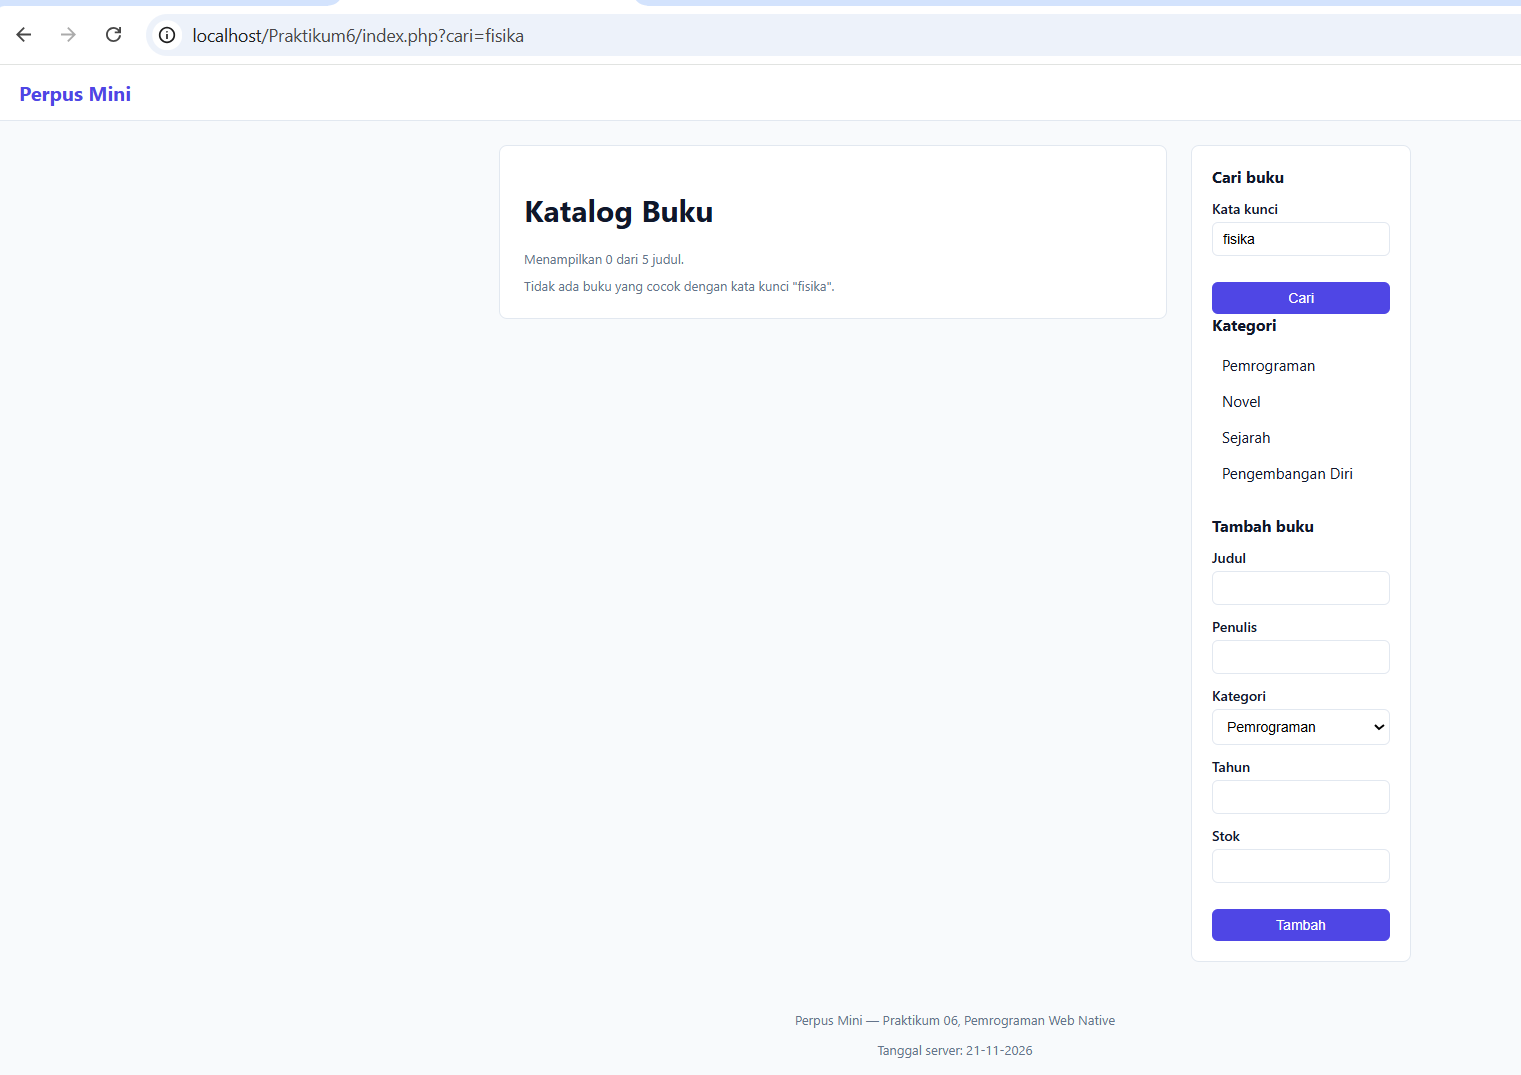 localhost/Praktikum6/index.php?cari=fisika
Perpus Mini
Katalog Buku
Menampilkan 0 dari 5 judul.
Tidak ada buku yang cocok dengan kata kunci "fisika".
Cari buku
Kata kunci
fisika
Cari
Kategori
Pemrograman
Novel
Sejarah
Pengembangan Diri
Tambah buku
Judul
Penulis
Kategori
Pemrograman
Tahun
Stok
Tambah
Perpus Mini — Praktikum 06, Pemrograman Web Native
Tanggal server: 21-11-2026